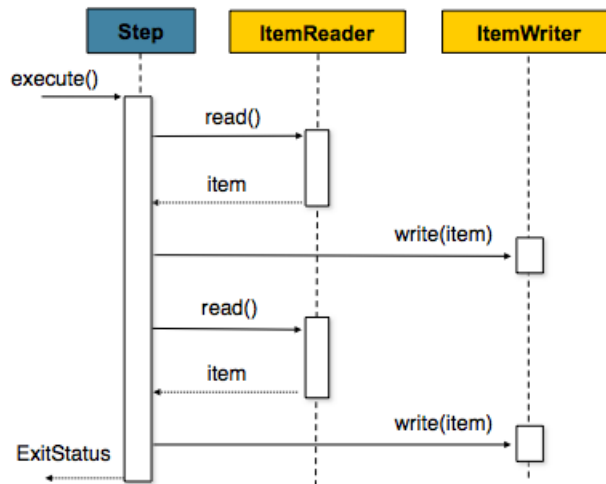 Step
ItemReader
ItemWriter
execute()
read()
item
write(item)
read()
item
write(item)
ExitStatus